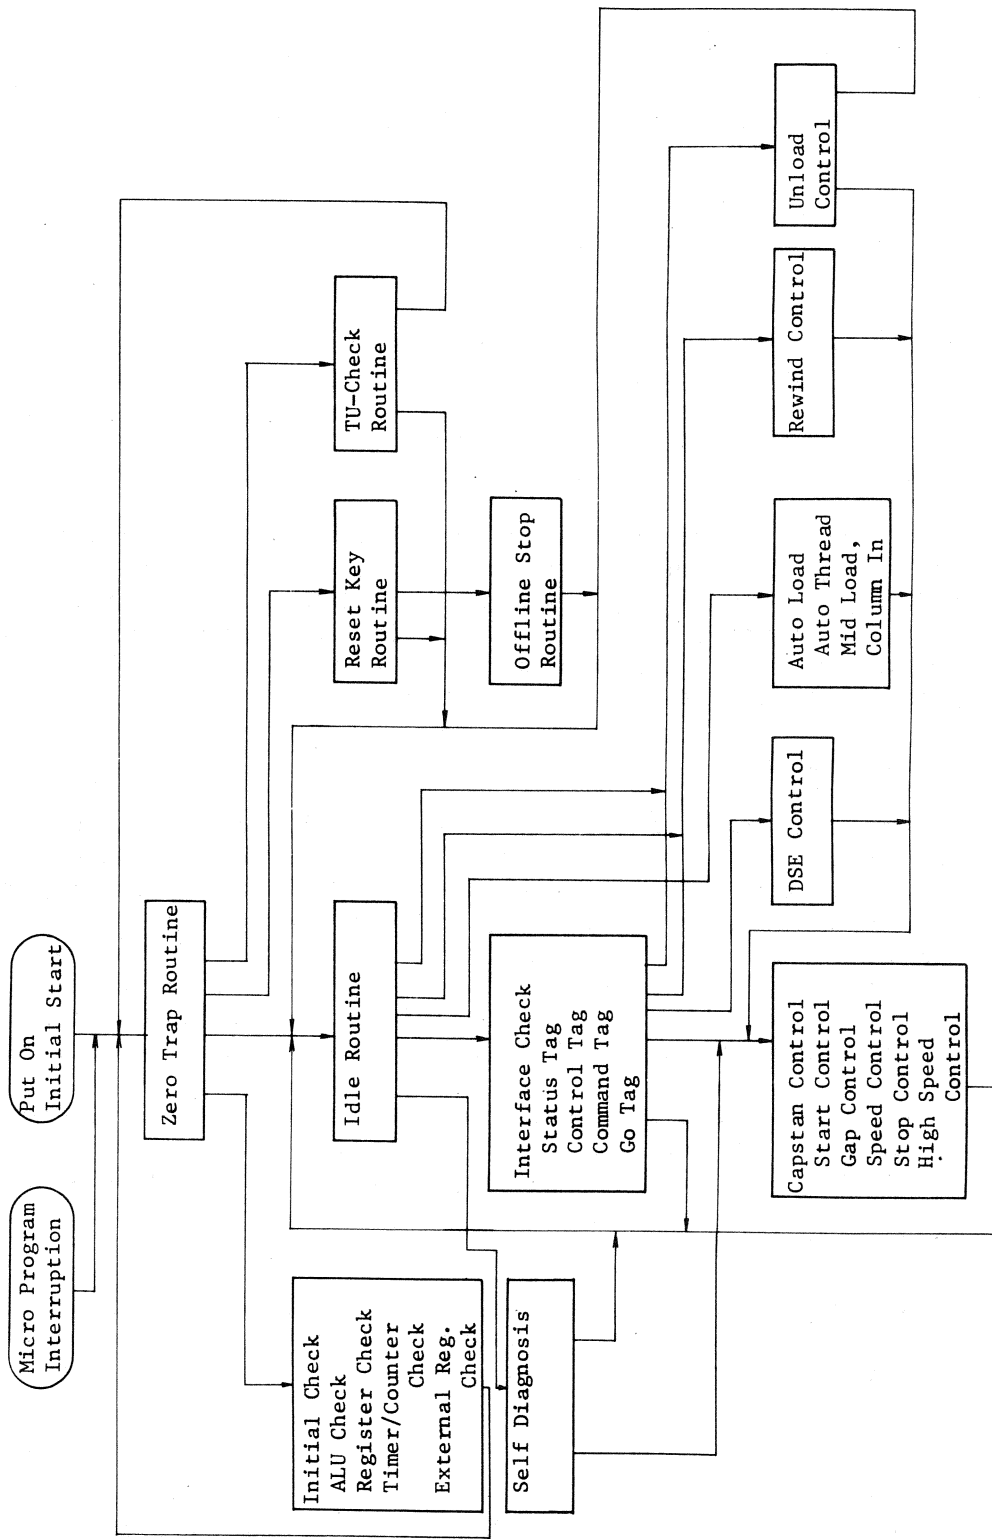 Micro Program
Interruption
Put On
Initial Start
Zero Trap Routine
Initial Check
ALU Check
Register Check
Timer/Counter
Check
External Reg.
Check
Idle Routine
Reset Key
Routine
TU-Check
Routine
Self Diagnosis
Interface Check
Status Tag
Control Tag
Command Tag
Go Tag
Offline Stop
Routine
Capstan Control
Start Control
Gap Control
Speed Control
Stop Control
High Speed
Control
DSE Control
Auto Load
Auto Thread
Mid Load,
Column In
Rewind Control
Unload
Control